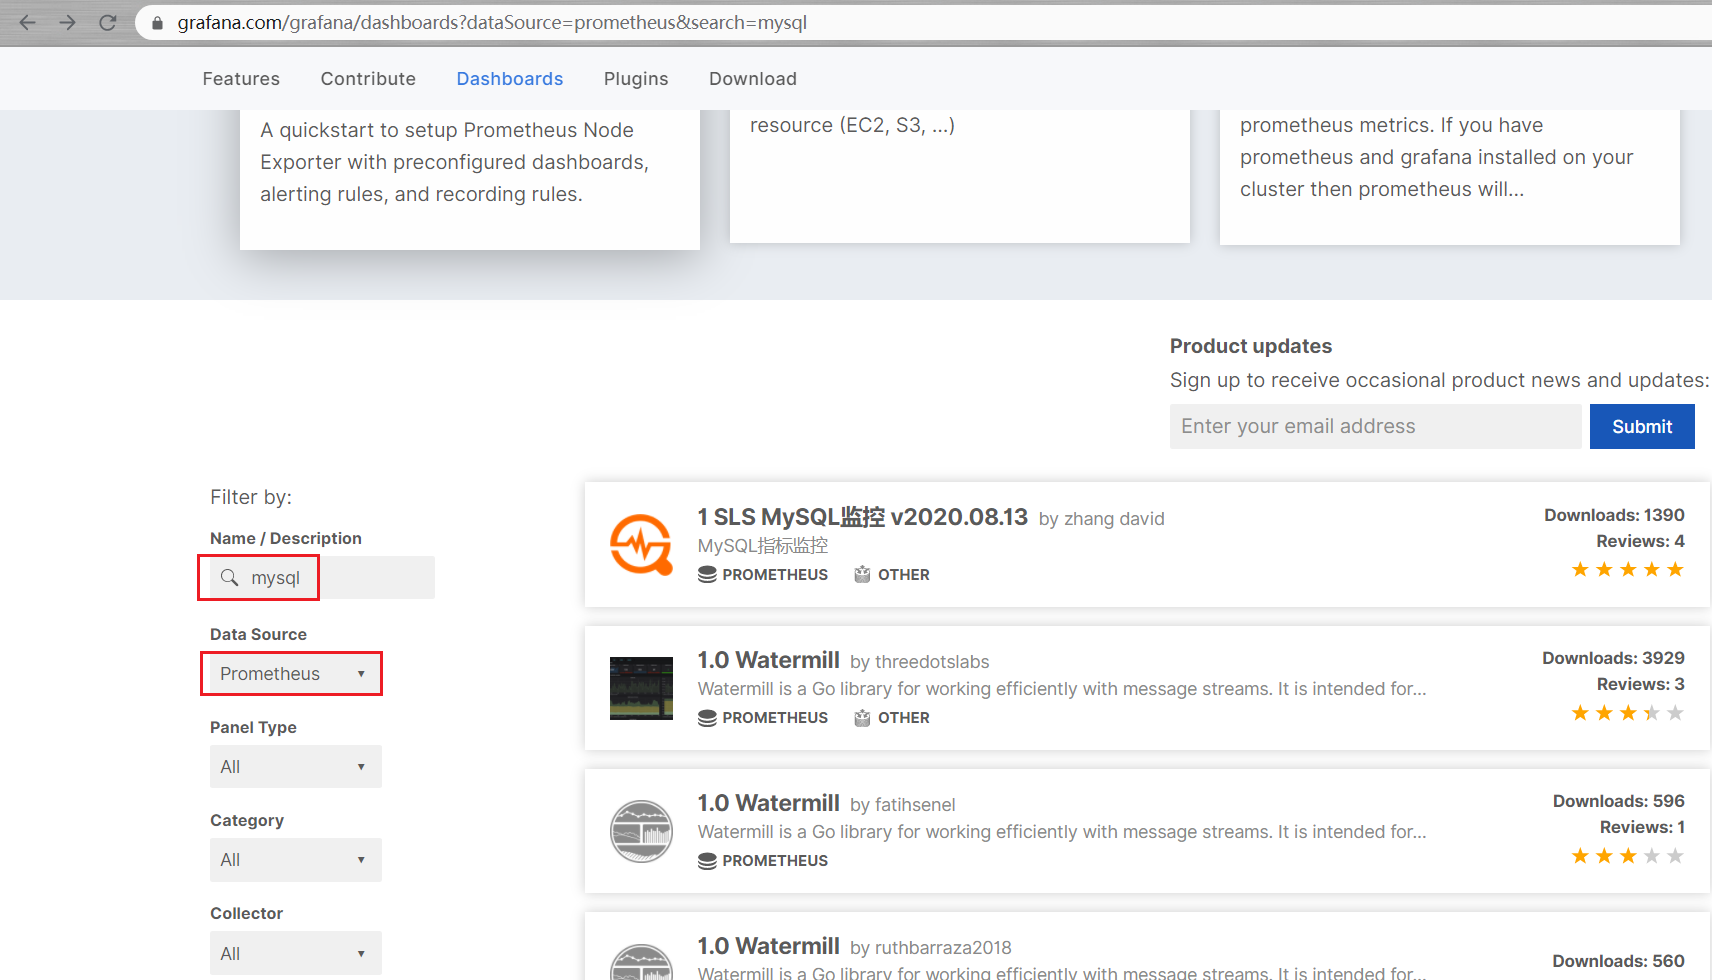 grafana.com/grafana/dashboards?dataSource=prometheus&search=mysql
Features Contribute Dashboards Plugins Download
A quickstart to setup Prometheus Node
Exporter with preconfigured dashboards,
alerting rules, and recording rules.
resource (EC2, S3, ...)
prometheus metrics. If you have
prometheus and grafana installed on your
cluster then prometheus will...
Product updates
Sign up to receive occasional product news and updates:
Enter your email address
Submit
Filter by:
Name / Description
mysql
Data Source
Prometheus
Panel Type
All
Category
All
Collector
All
1 SLS MySQL监控 v2020.08.13 by zhang david
MySQL指标监控
PROMETHEUS OTHER
Downloads: 1390
Reviews: 4
1.0 Watermill by threedotslabs
Watermill is a Go library for working efficiently with message streams. It is intended for...
PROMETHEUS OTHER
Downloads: 3929
Reviews: 3
1.0 Watermill by fatihsenel
Watermill is a Go library for working efficiently with message streams. It is intended for...
PROMETHEUS
Downloads: 596
Reviews: 1
1.0 Watermill by ruthbarraza2018
Watermill is a Go library for working efficiently with message streams. It is intended for...
Downloads: 560